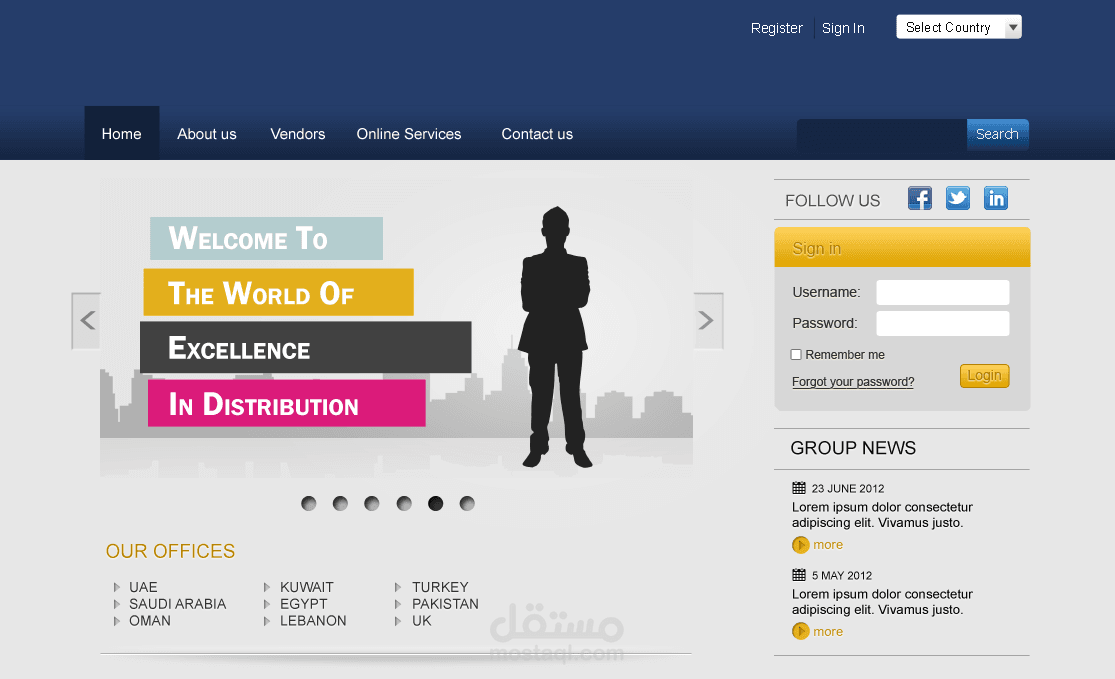 Register Sign In Select Country
Home About us Vendors Online Services Contact us Search
WELCOME TO
THE WORLD OF
EXCELLENCE
IN DISTRIBUTION
FOLLOW US
Sign in
Username:
Password:
Remember me
Forgot your password? Login
GROUP NEWS
23 JUNE 2012
Lorem ipsum dolor consectetur
adipiscing elit. Vivamus justo.
more
5 MAY 2012
Lorem ipsum dolor consectetur
adipiscing elit. Vivamus justo.
more
OUR OFFICES
UAE KUWAIT TURKEY
SAUDI ARABIA EGYPT PAKISTAN
OMAN LEBANON UK
مستقل
mostaql.com